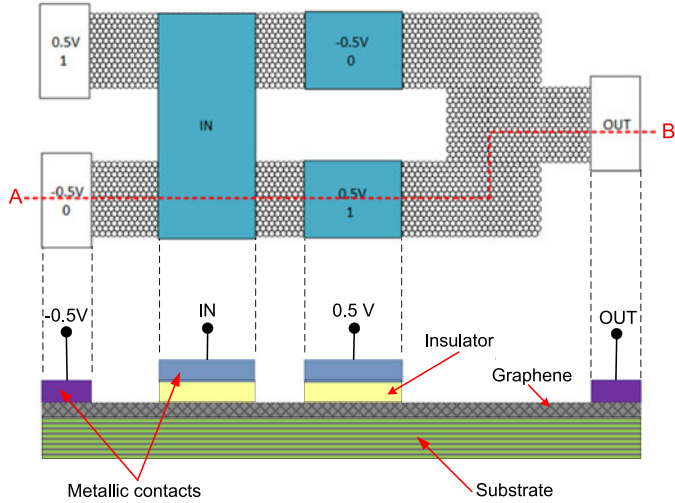 0.5V
1
-0.5V
0
IN
OUT
B
A
-0.5V
0
0.5V
1
-0.5V
IN
0.5 V
OUT
Insulator
Graphene
Metallic contacts
Substrate